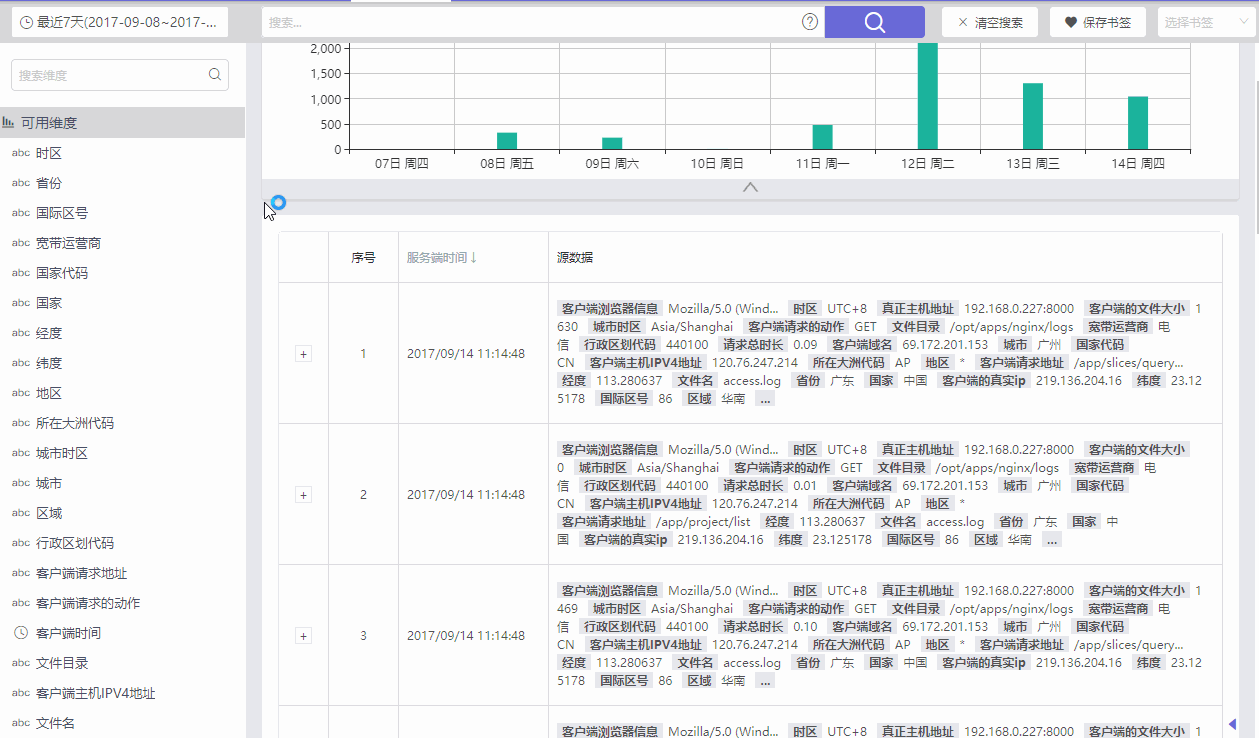 最近7天(2017-09-08~2017-...
搜索...
?
清空搜索
保存书签
选择书签
搜索维度
可用维度
abc 时区
abc 省份
abc 国际区号
abc 宽带运营商
abc 国家代码
abc 国家
abc 经度
abc 纬度
abc 地区
abc 所在大洲代码
abc 城市时区
abc 城市
abc 区域
abc 行政区划代码
abc 客户端请求地址
abc 客户端请求的动作
客户端时间
abc 文件目录
abc 客户端主机IPV4地址
abc 文件名
2,000
1,500
1,000
500
0
07日 周四 08日 周五 09日 周六 10日 周日 11日 周一 12日 周二 13日 周三 14日 周四
序号 服务端时间↓ 源数据
+ 1 2017/09/14 11:14:48
客户端浏览器信息 Mozilla/5.0 (Wind... 时区 UTC+8 真正主机地址 192.168.0.227:8000 客户端的文件大小 1
630 城市时区 Asia/Shanghai 客户端请求的动作 GET 文件目录 /opt/apps/nginx/logs 宽带运营商 电
信 行政区划代码 440100 请求总时长 0.09 客户端域名 69.172.201.153 城市 广州 国家代码
CN 客户端主机IPV4地址 120.76.247.214 所在大洲代码 AP 地区 * 客户端请求地址 /app/slices/query...
经度 113.280637 文件名 access.log 省份 广东 国家 中国 客户端的真实ip 219.136.204.16 纬度 23.12
5178 国际区号 86 区域 华南 ...
+ 2 2017/09/14 11:14:48
客户端浏览器信息 Mozilla/5.0 (Wind... 时区 UTC+8 真正主机地址 192.168.0.227:8000 客户端的文件大小
0 城市时区 Asia/Shanghai 客户端请求的动作 GET 文件目录 /opt/apps/nginx/logs 宽带运营商 电
信 行政区划代码 440100 请求总时长 0.01 客户端域名 69.172.201.153 城市 广州 国家代码
CN 客户端主机IPV4地址 120.76.247.214 所在大洲代码 AP 地区 *
客户端请求地址 /app/project/list 经度 113.280637 文件名 access.log 省份 广东 国家 中
国 客户端的真实ip 219.136.204.16 纬度 23.125178 国际区号 86 区域 华南 ...
+ 3 2017/09/14 11:14:48
客户端浏览器信息 Mozilla/5.0 (Wind... 时区 UTC+8 真正主机地址 192.168.0.227:8000 客户端的文件大小 1
469 城市时区 Asia/Shanghai 客户端请求的动作 GET 文件目录 /opt/apps/nginx/logs 宽带运营商 电
信 行政区划代码 440100 请求总时长 0.10 客户端域名 69.172.201.153 城市 广州 国家代码
CN 客户端主机IPV4地址 120.76.247.214 所在大洲代码 AP 地区 * 客户端请求地址 /app/slices/query...
经度 113.280637 文件名 access.log 省份 广东 国家 中国 客户端的真实ip 219.136.204.16 纬度 23.12
5178 国际区号 86 区域 华南 ...
客户端浏览器信息 Mozilla/5.0 (Wind... 时区 UTC+8 真正主机地址 192.168.0.227:8000 客户端的文件大小 1